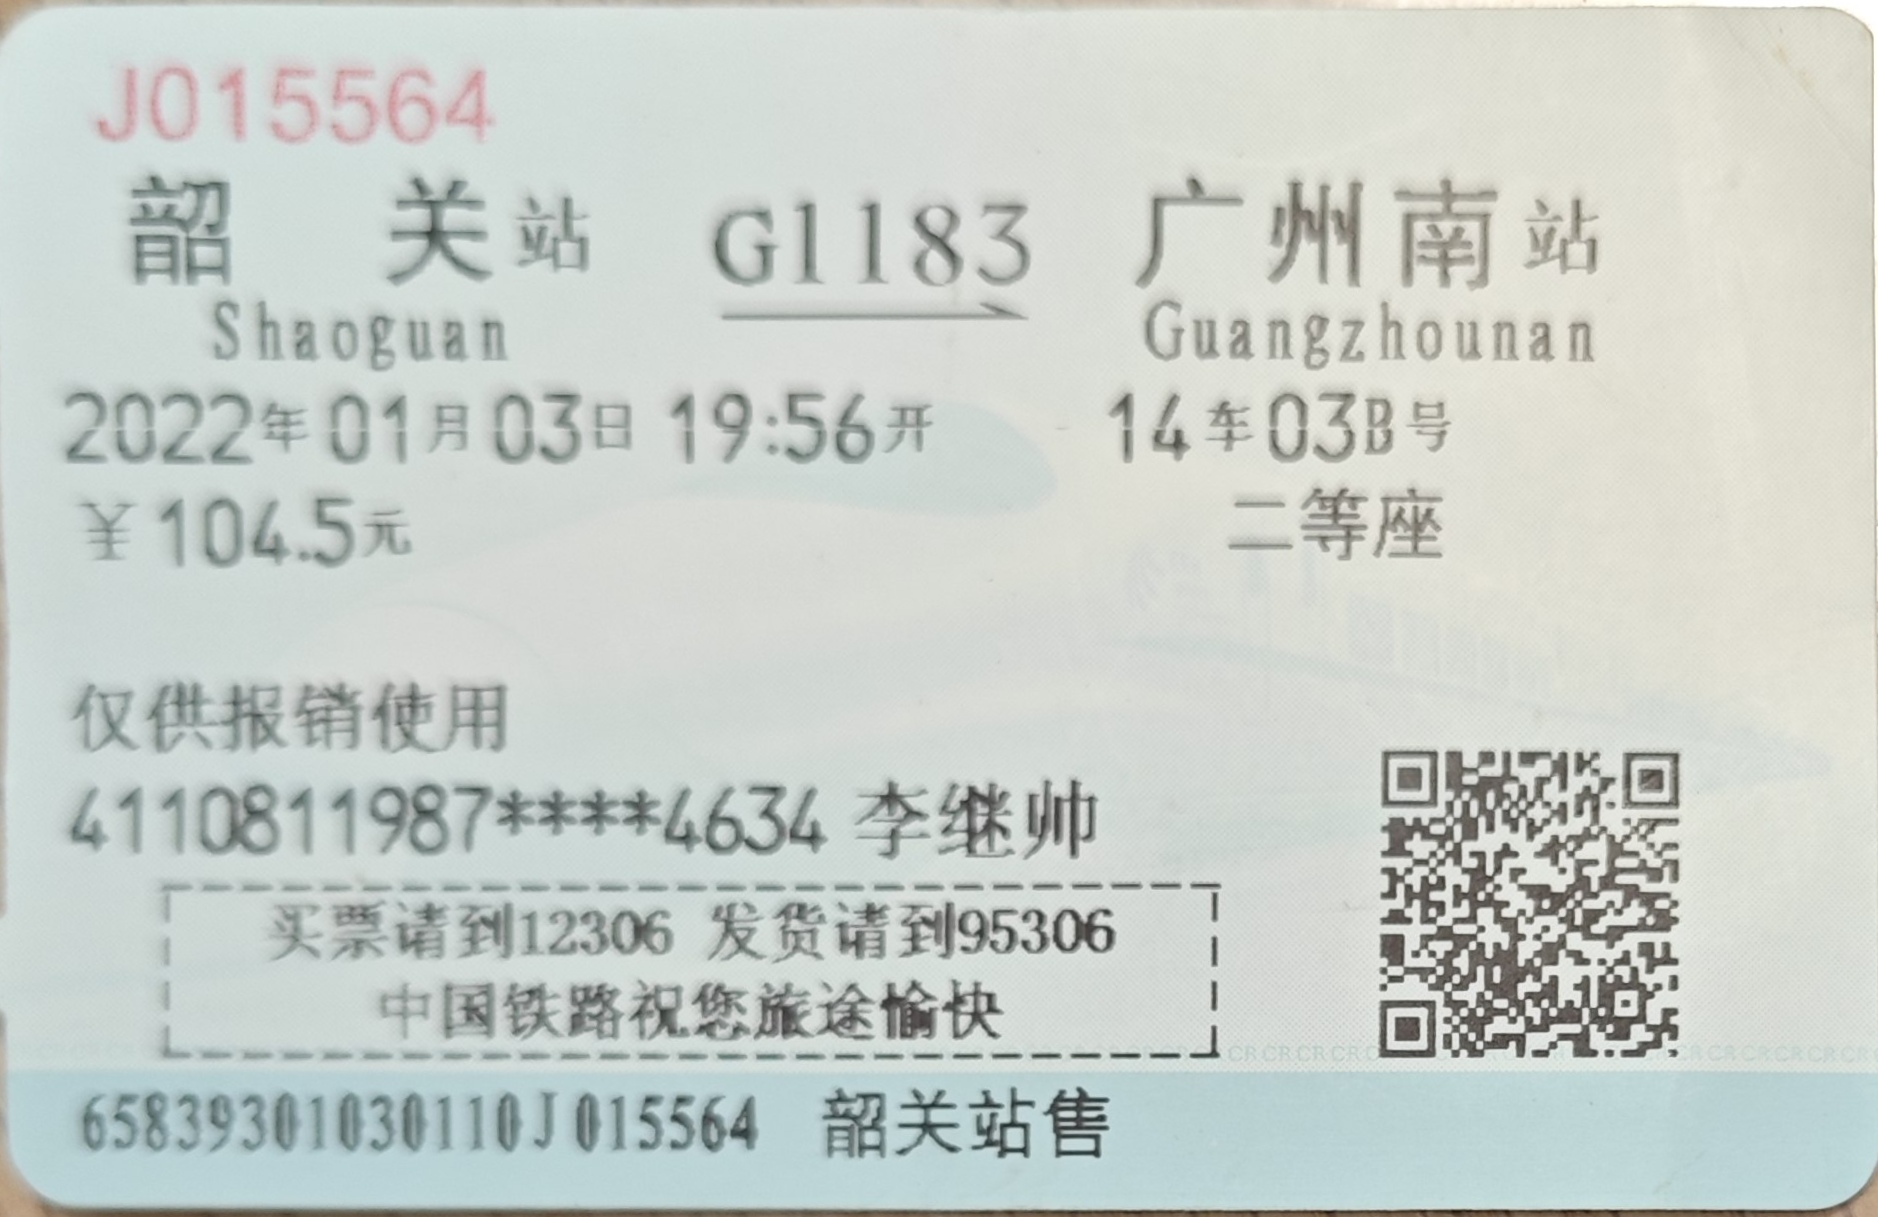 J015564
韶关站 G1183 广州南站
Shaoguan Guangzhounan
2022年01月03日 19:56开 14车03B号
¥104.5元 二等座
仅供报销使用
4110811987****4634 李继帅
买票请到12306 发货请到95306
中国铁路祝您旅途愉快
CRCRCRCRC CRCRCRCRCRC
65839301030110J015564 韶关站售